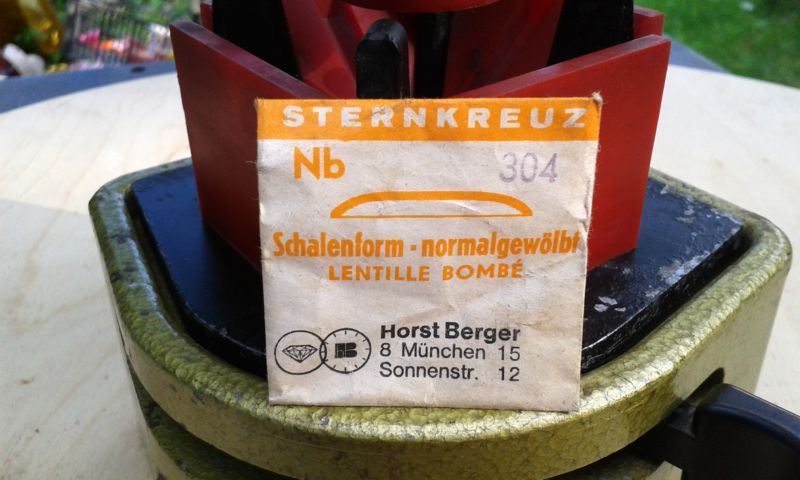 STERNKREUZ
Nb 304
Schalenform · normalgewölbt
LENTILLE BOMBÉ
Horst Berger
8 München 15
Sonnenstr. 12